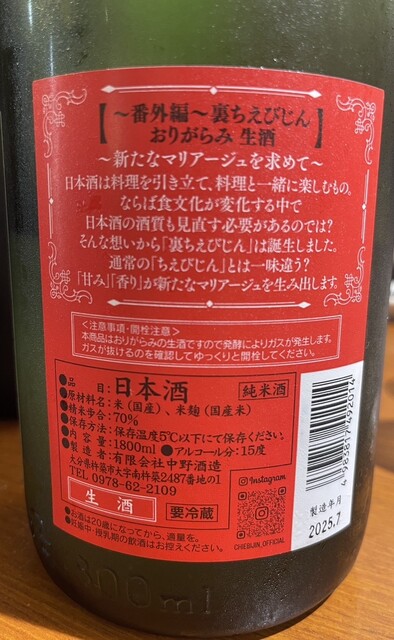 【～番外編～裏ちえびじん
おりがらみ 生酒】
～新たなマリアージュを求めて～
日本酒は料理を引き立て、料理と一緒に楽しむもの。
ならば食文化が変化する中で
日本酒の酒質も見直す必要があるのでは?
そんな想いから「裏ちえびじん」は誕生しました。
通常の「ちえびじん」とは一味違う?
「甘み」「香り」が新たなマリアージュを生み出します。
<注意事項・開栓注意>
本商品はおりがらみの生酒ですので発酵によりガスが発生します。
ガスが抜けるのを確認してゆっくりと開栓してください。
●品目:日本酒 純米酒
●原材料名:米(国産)、米麹(国産米)
●精米歩合:70%
●保存方法:保存温度5℃以下にて保存ください。
●内容量:1800ml ●アルコール分:15度
●製造者:有限会社中野酒造
大分県杵築市大字南杵築2487番地の1
TEL 0978-62-2109
生酒 要冷蔵
●お酒は20歳になってから、適量を。
●妊娠中・授乳期の飲酒はお控えください。
Instagram
CHIEBIJIN_OFFICIAL
4983817492014
製造年月
2025.7